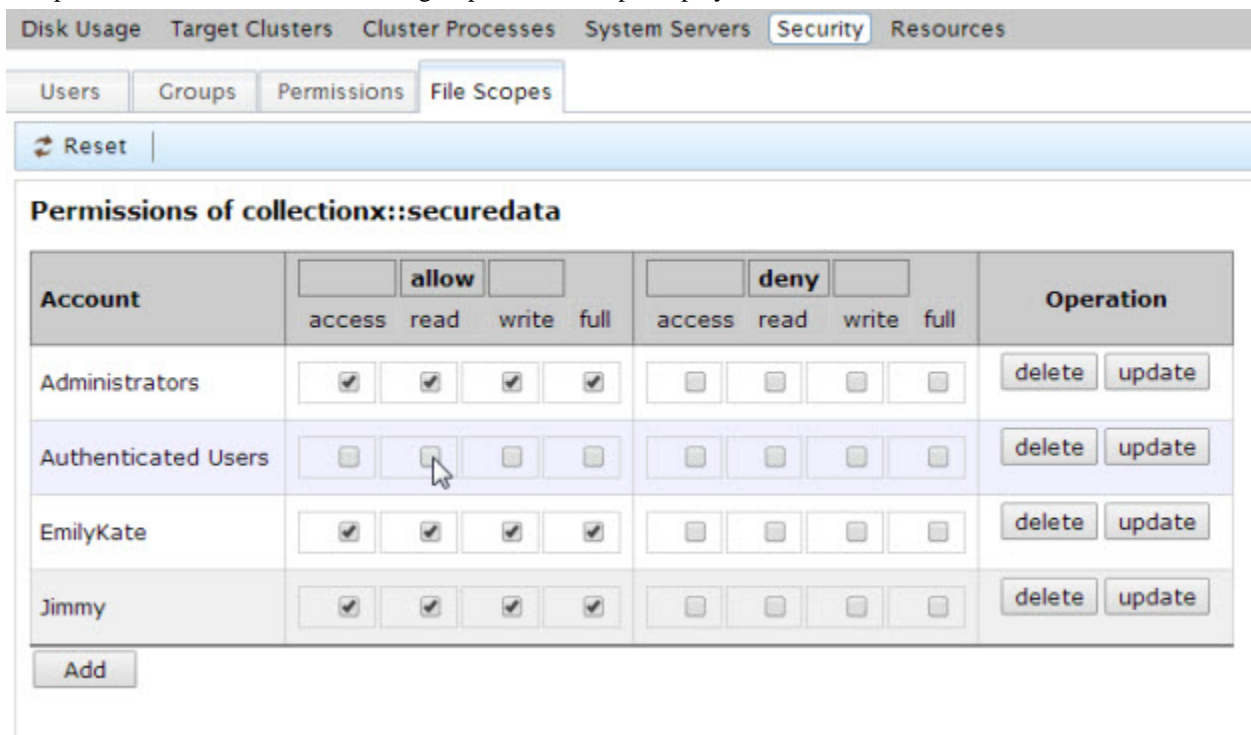 Disk Usage Target Clusters Cluster Processes System Servers Security Resources
Users Groups Permissions File Scopes
Reset
Permissions of collectionx::securedata
Account allow deny Operation
access read write full access read write full
Administrators delete update
Authenticated Users delete update
EmilyKate delete update
Jimmy delete update
Add